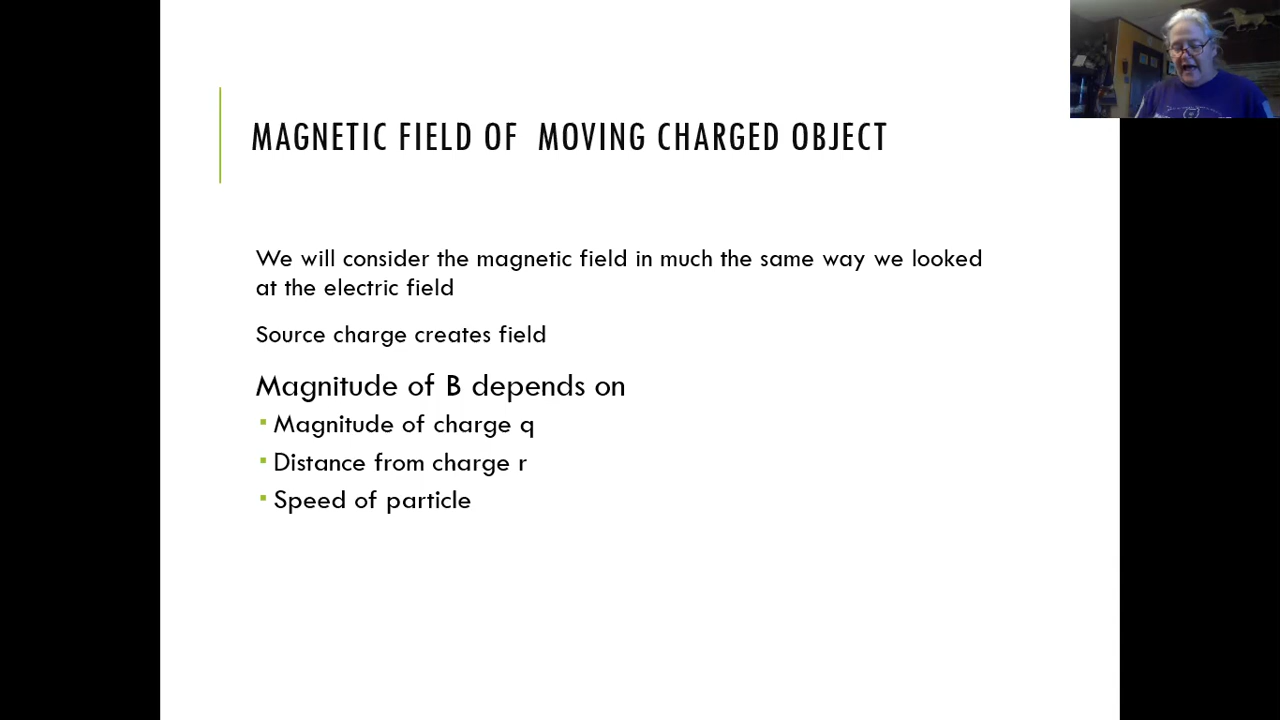 MAGNETIC FIELD OF MOVING CHARGED OBJECT
We will consider the magnetic field in much the same way we looked
at the electric field
Source charge creates field
Magnitude of B depends on
▪ Magnitude of charge q
▪ Distance from charge r
▪ Speed of particle